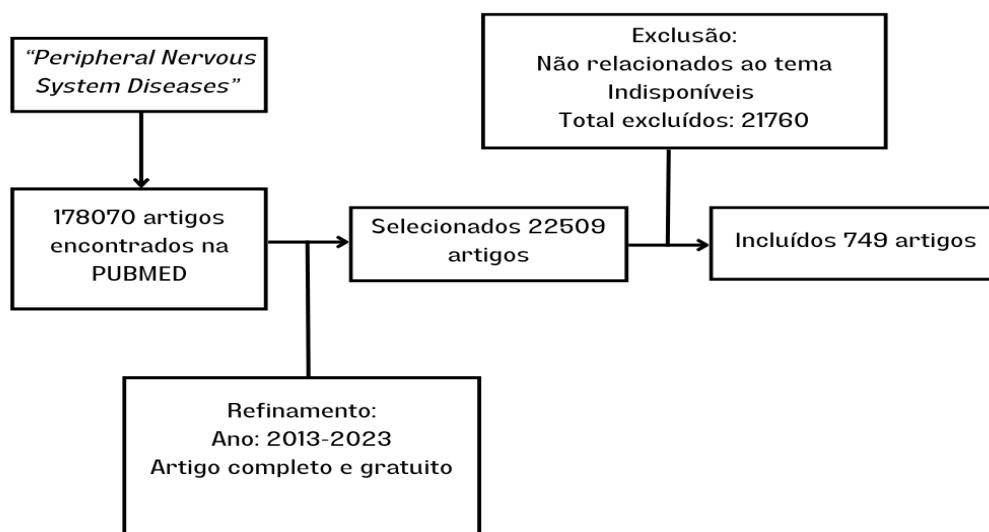 “Peripheral Nervous
System Diseases”
178070 artigos
encontrados na
PUBMED
Refinamento:
Ano: 2013-2023
Artigo completo e gratuito
Selecionados 22509
artigos
Exclusão:
Não relacionados ao tema
Indisponíveis
Total excluídos: 21760
Incluídos 749 artigos